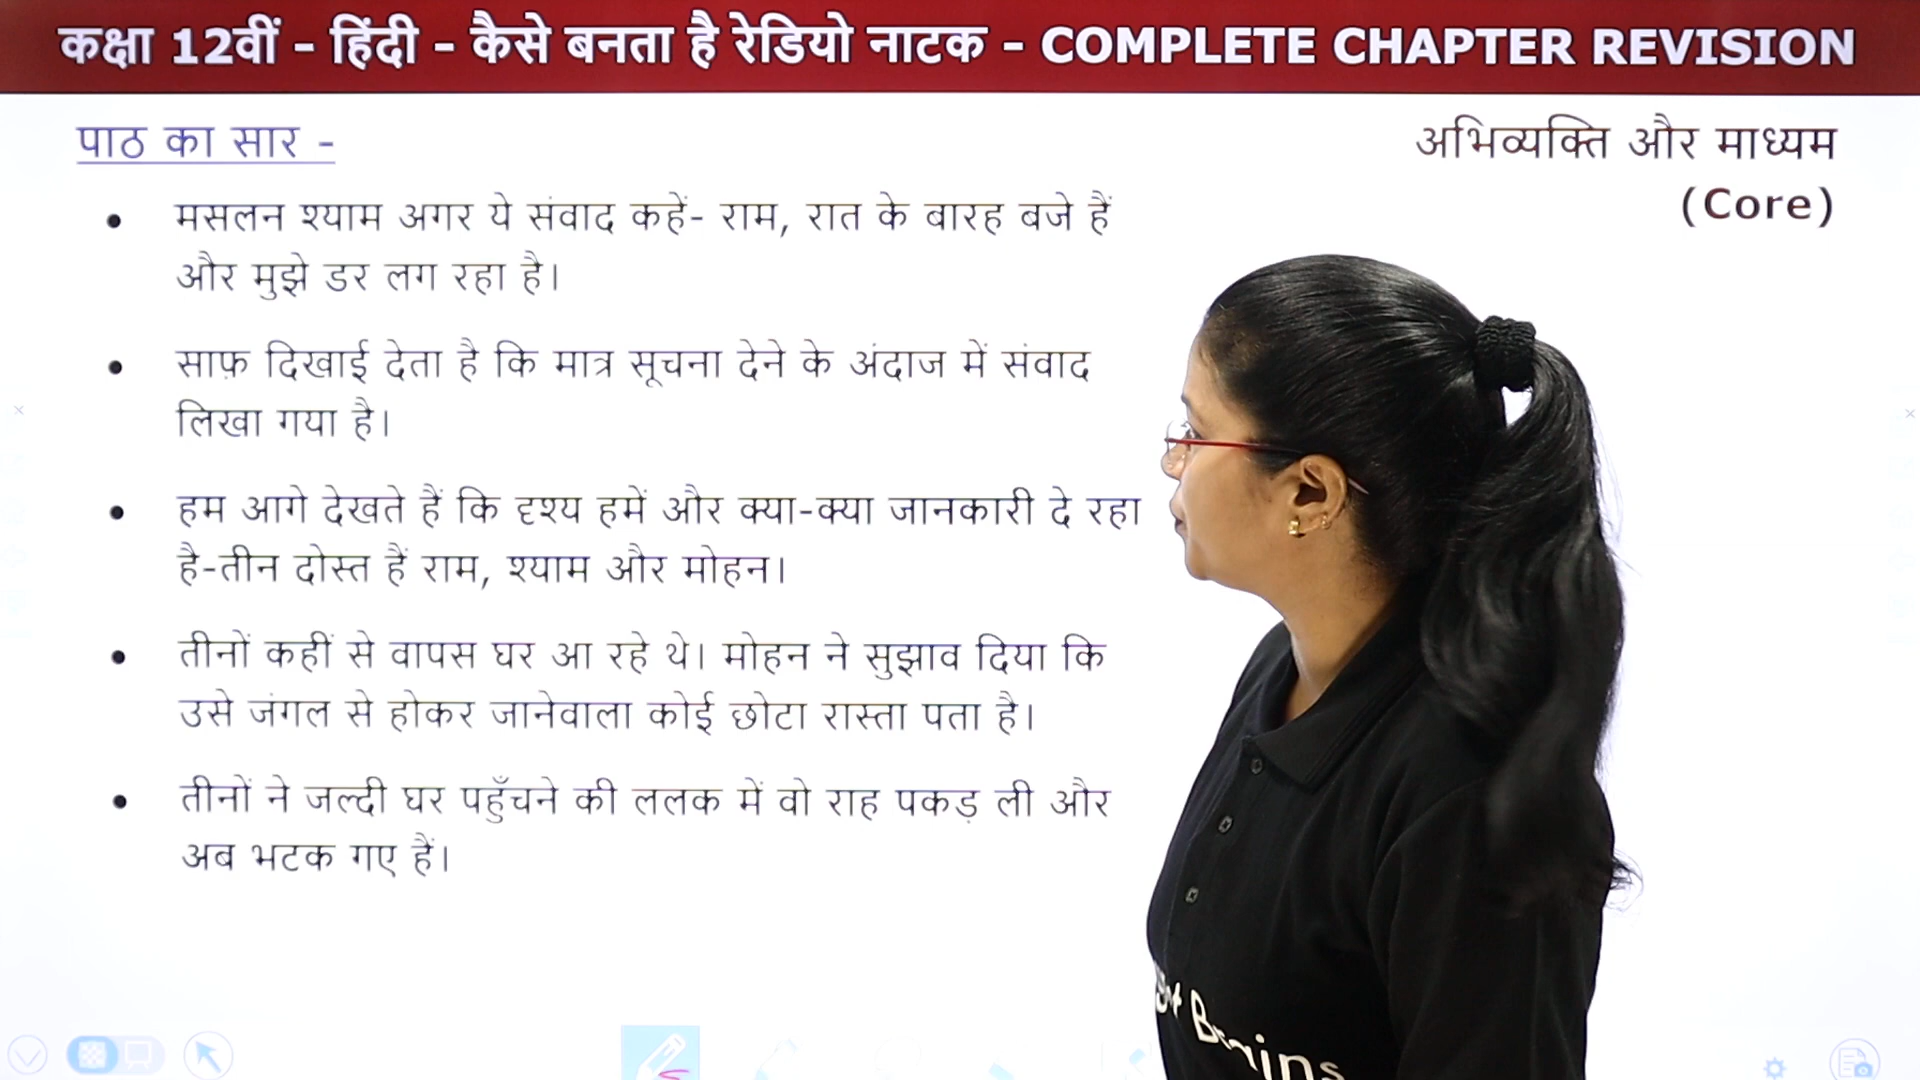 कक्षा 12वीं - हिंदी - कैसे बनता है रेडियो नाटक - COMPLETE CHAPTER REVISION
पाठ का सार -
अभिव्यक्ति और माध्यम
(Core)
• मसलन श्याम अगर ये संवाद कहें- राम, रात के बारह बजे हैं
और मुझे डर लग रहा है।
• साफ़ दिखाई देता है कि मात्र सूचना देने के अंदाज में संवाद
लिखा गया है।
• हम आगे देखते हैं कि दृश्य हमें और क्या-क्या जानकारी दे रहा
है-तीन दोस्त हैं राम, श्याम और मोहन।
• तीनों कहीं से वापस घर आ रहे थे। मोहन ने सुझाव दिया कि
उसे जंगल से होकर जानेवाला कोई छोटा रास्ता पता है।
• तीनों ने जल्दी घर पहुँचने की ललक में वो राह पकड़ ली और
अब भटक गए हैं।